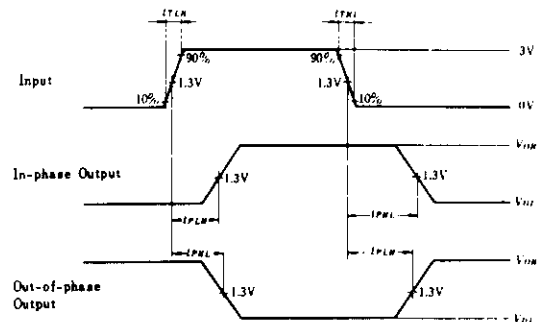 tTLH
tTHL
90%
90%
3V
Input
1.3V
1.3V
10%
10%
0V
VOH
In-phase Output
1.3V
1.3V
tPLH
tPHL
VOL
tPHL
tPLH
VOH
Out-of-phase
Output
1.3V
1.3V
VOL